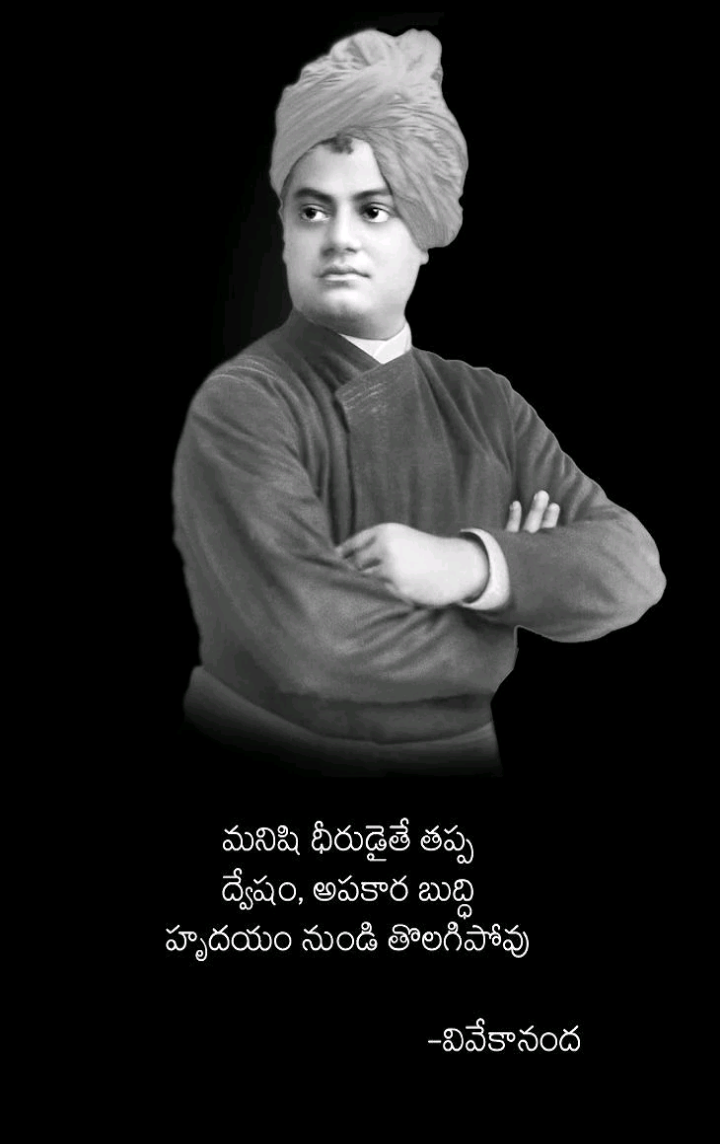 మనిషి ధీరుడైతే తప్ప
ద్వేషం, అపకార బుద్ధి
హృదయం నుండి తొలగిపోవు
-వివేకానంద